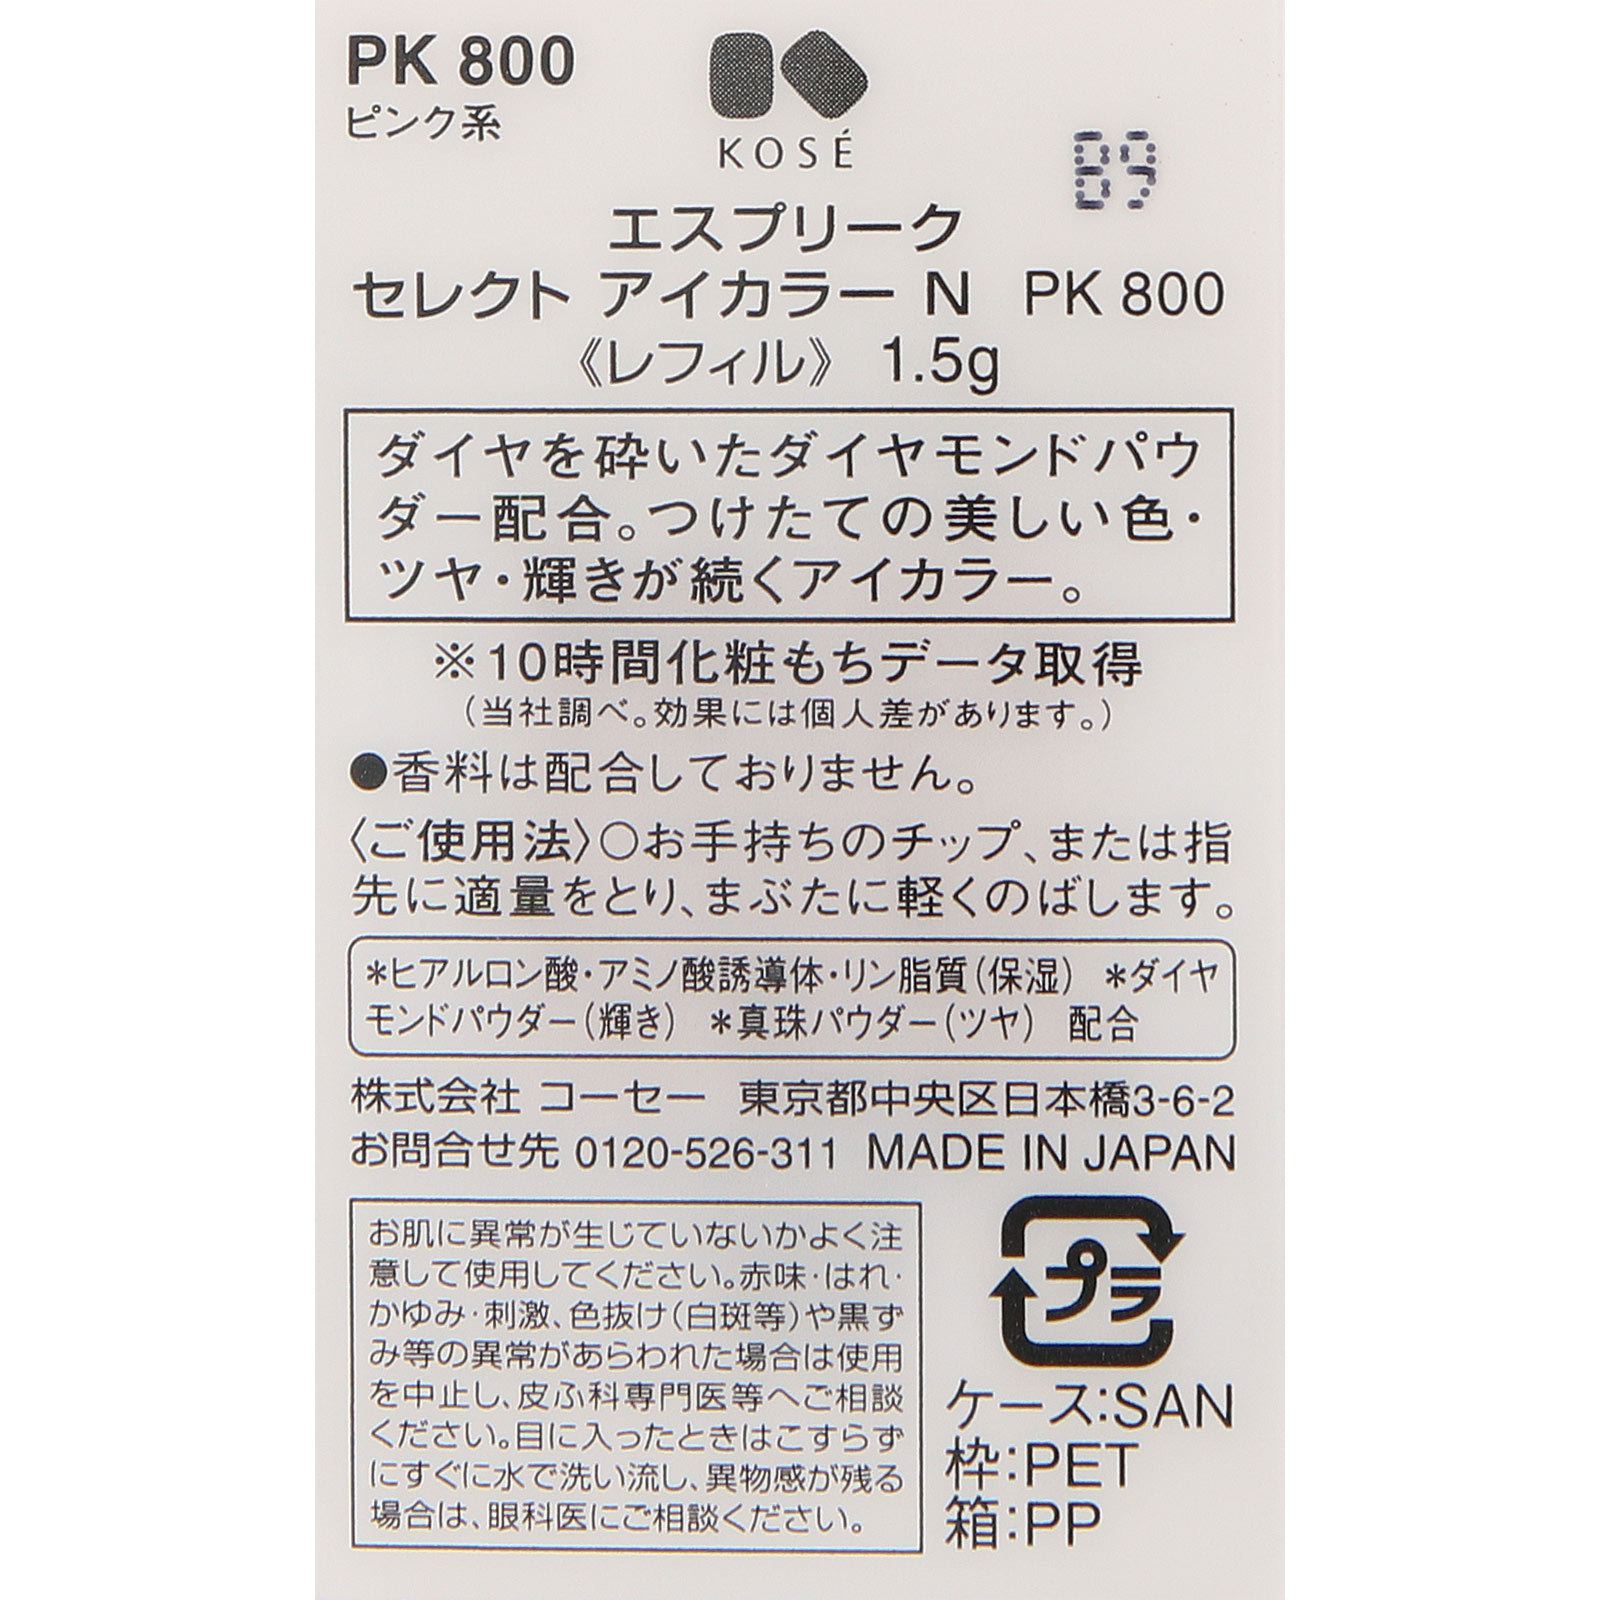 PK 800
ピンク系
KOSÉ
B9
エスプリーク
セレクト アイカラー N PK 800
《レフィル》 1.5g
ダイヤを砕いたダイヤモンドパウ
ダー配合。つけたての美しい色・
ツヤ・輝きが続くアイカラー。
※10時間化粧もちデータ取得
（当社調べ。効果には個人差があります。）
●香料は配合しておりません。
〈ご使用法〉○お手持ちのチップ、または指
先に適量をとり、まぶたに軽くのばします。
＊ヒアルロン酸・アミノ酸誘導体・リン脂質（保湿） ＊ダイヤ
モンドパウダー（輝き） ＊真珠パウダー（ツヤ） 配合
株式会社 コーセー 東京都中央区日本橋3-6-2
お問合せ先 0120-526-311 MADE IN JAPAN
お肌に異常が生じていないかよく注
意して使用してください。赤味・はれ・
かゆみ・刺激、色抜け（白斑等）や黒ず
み等の異常があらわれた場合は使用
を中止し、皮ふ科専門医等へご相談
ください。目に入ったときはこすらず
にすぐに水で洗い流し、異物感が残る
場合は、眼科医にご相談ください。
プラ
ケース:SAN
枠:PET
箱:PP